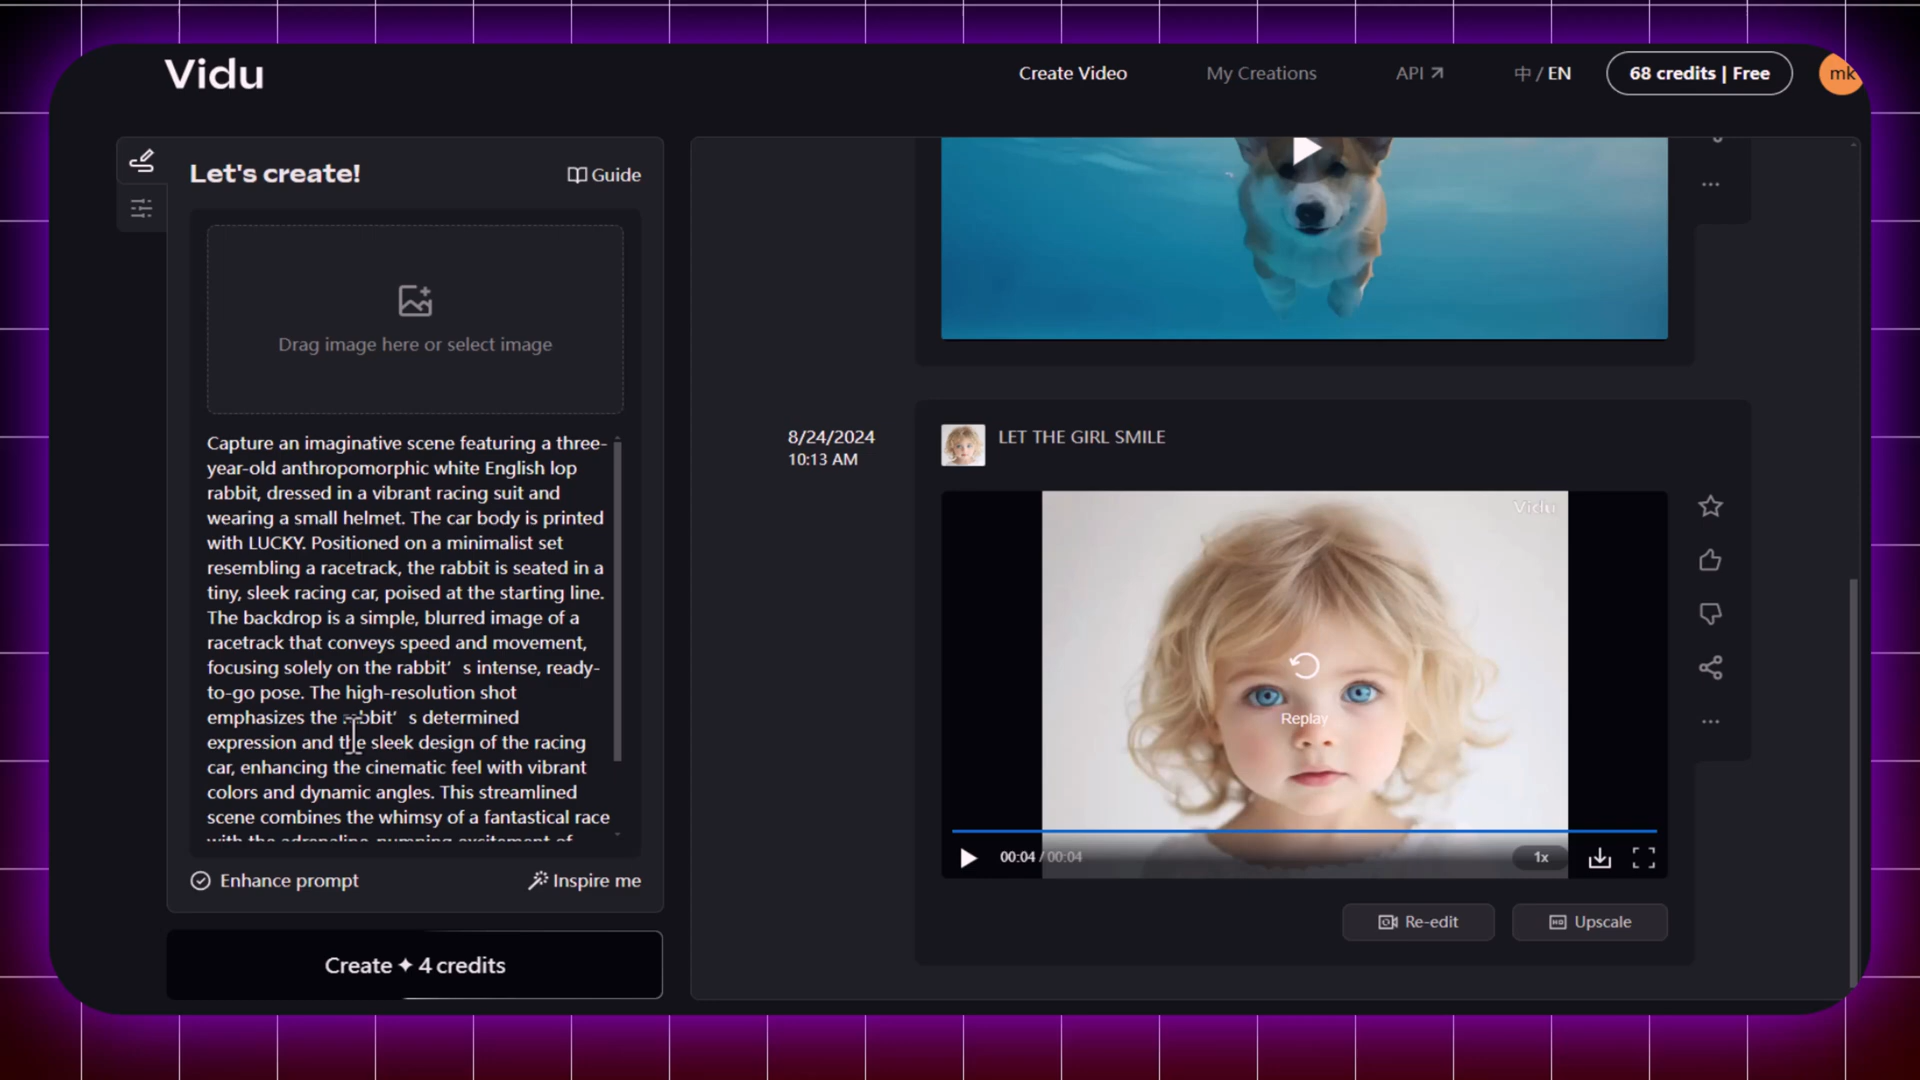 Vidu
Create Video
My Creations
API
中 / EN
68 credits | Free
mk
Let's create!
Guide
Drag image here or select image
Capture an imaginative scene featuring a three-
year-old anthropomorphic white English lop
rabbit, dressed in a vibrant racing suit and
wearing a small helmet. The car body is printed
with LUCKY. Positioned on a minimalist set
resembling a racetrack, the rabbit is seated in a
tiny, sleek racing car, poised at the starting line.
The backdrop is a simple, blurred image of a
racetrack that conveys speed and movement,
focusing solely on the rabbit’ s intense, ready-
to-go pose. The high-resolution shot
emphasizes the rabbit’ s determined
expression and the sleek design of the racing
car, enhancing the cinematic feel with vibrant
colors and dynamic angles. This streamlined
scene combines the whimsy of a fantastical race
with the adrenaline-pumping excitement of
Enhance prompt
Inspire me
Create ✦ 4 credits
8/24/2024
10:13 AM
LET THE GIRL SMILE
Vidu
Replay
00:04 / 00:04
1x
Re-edit
HD Upscale